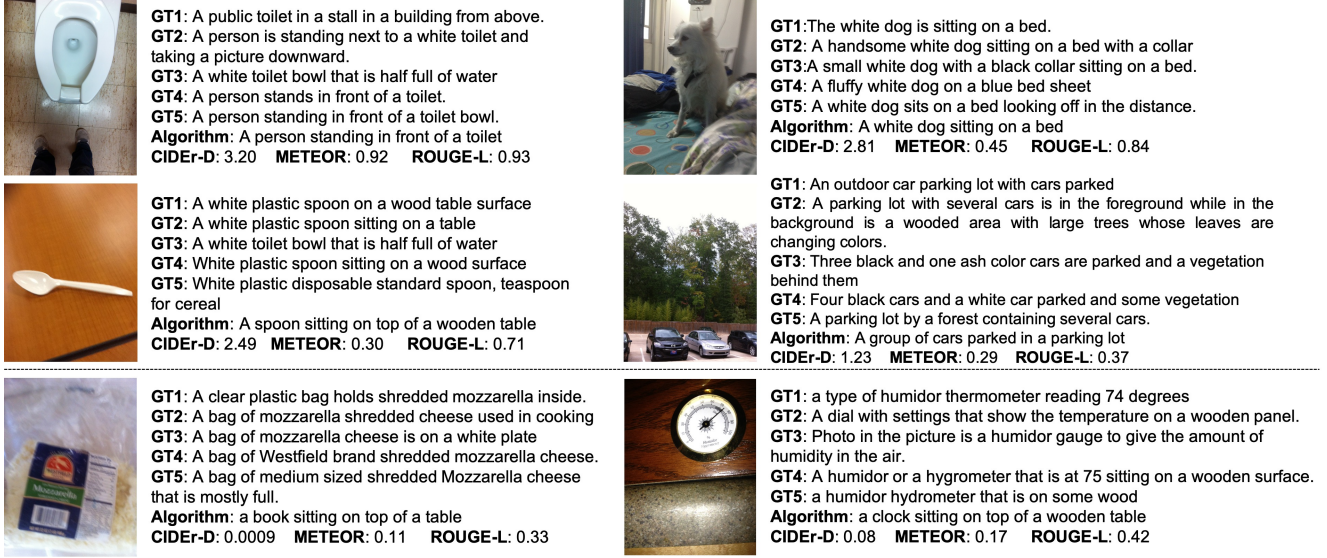 GT1: A public toilet in a stall in a building from above.
GT2: A person is standing next to a white toilet and
taking a picture downward.
GT3: A white toilet bowl that is half full of water
GT4: A person stands in front of a toilet.
GT5: A person standing in front of a toilet bowl.
Algorithm: A person standing in front of a toilet
CIDEr-D: 3.20 METEOR: 0.92 ROUGE-L: 0.93
GT1:The white dog is sitting on a bed.
GT2: A handsome white dog sitting on a bed with a collar
GT3:A small white dog with a black collar sitting on a bed.
GT4: A fluffy white dog on a blue bed sheet
GT5: A white dog sits on a bed looking off in the distance.
Algorithm: A white dog sitting on a bed
CIDEr-D: 2.81 METEOR: 0.45 ROUGE-L: 0.84
GT1: A white plastic spoon on a wood table surface
GT2: A white plastic spoon sitting on a table
GT3: A white toilet bowl that is half full of water
GT4: White plastic spoon sitting on a wood surface
GT5: White plastic disposable standard spoon, teaspoon
for cereal
Algorithm: A spoon sitting on top of a wooden table
CIDEr-D: 2.49 METEOR: 0.30 ROUGE-L: 0.71
GT1: An outdoor car parking lot with cars parked
GT2: A parking lot with several cars is in the foreground while in the
background is a wooded area with large trees whose leaves are
changing colors.
GT3: Three black and one ash color cars are parked and a vegetation
behind them
GT4: Four black cars and a white car parked and some vegetation
GT5: A parking lot by a forest containing several cars.
Algorithm: A group of cars parked in a parking lot
CIDEr-D: 1.23 METEOR: 0.29 ROUGE-L: 0.37
Mozzarella
GT1: A clear plastic bag holds shredded mozzarella inside.
GT2: A bag of mozzarella shredded cheese used in cooking
GT3: A bag of mozzarella cheese is on a white plate
GT4: A bag of Westfield brand shredded mozzarella cheese.
GT5: A bag of medium sized shredded Mozzarella cheese
that is mostly full.
Algorithm: a book sitting on top of a table
CIDEr-D: 0.0009 METEOR: 0.11 ROUGE-L: 0.33
GT1: a type of humidor thermometer reading 74 degrees
GT2: A dial with settings that show the temperature on a wooden panel.
GT3: Photo in the picture is a humidor gauge to give the amount of
humidity in the air.
GT4: A humidor or a hygrometer that is at 75 sitting on a wooden surface.
GT5: a humidor hydrometer that is on some wood
Algorithm: a clock sitting on top of a wooden table
CIDEr-D: 0.08 METEOR: 0.17 ROUGE-L: 0.42